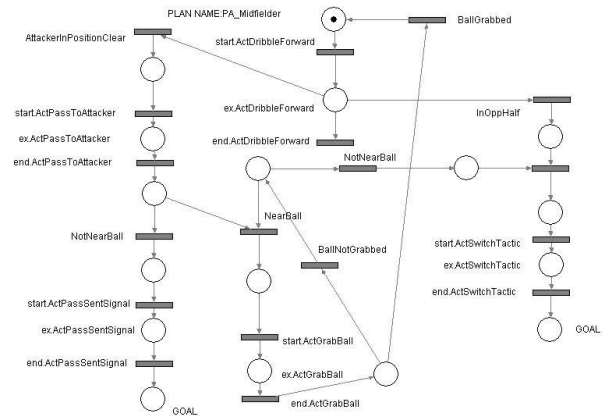 PLAN NAME:PA_Midfielder
BallGrabbed
AttackerInPositionClear
start.ActDribbleForward
ex.ActDribbleForward
InOppHalf
start.ActPassToAttacker
ex.ActPassToAttacker
end.ActDribbleForward
end.ActPassToAttacker
NotNearBall
NearBall
NotNearBall
BallNotGrabbed
start.ActSwitchTactic
ex.ActSwitchTactic
end.ActSwitchTactic
start.ActPassSentSignal
ex.ActPassSentSignal
GOAL
start.ActGrabBall
end.ActPassSentSignal
ex.ActGrabBall
end.ActGrabBall
GOAL